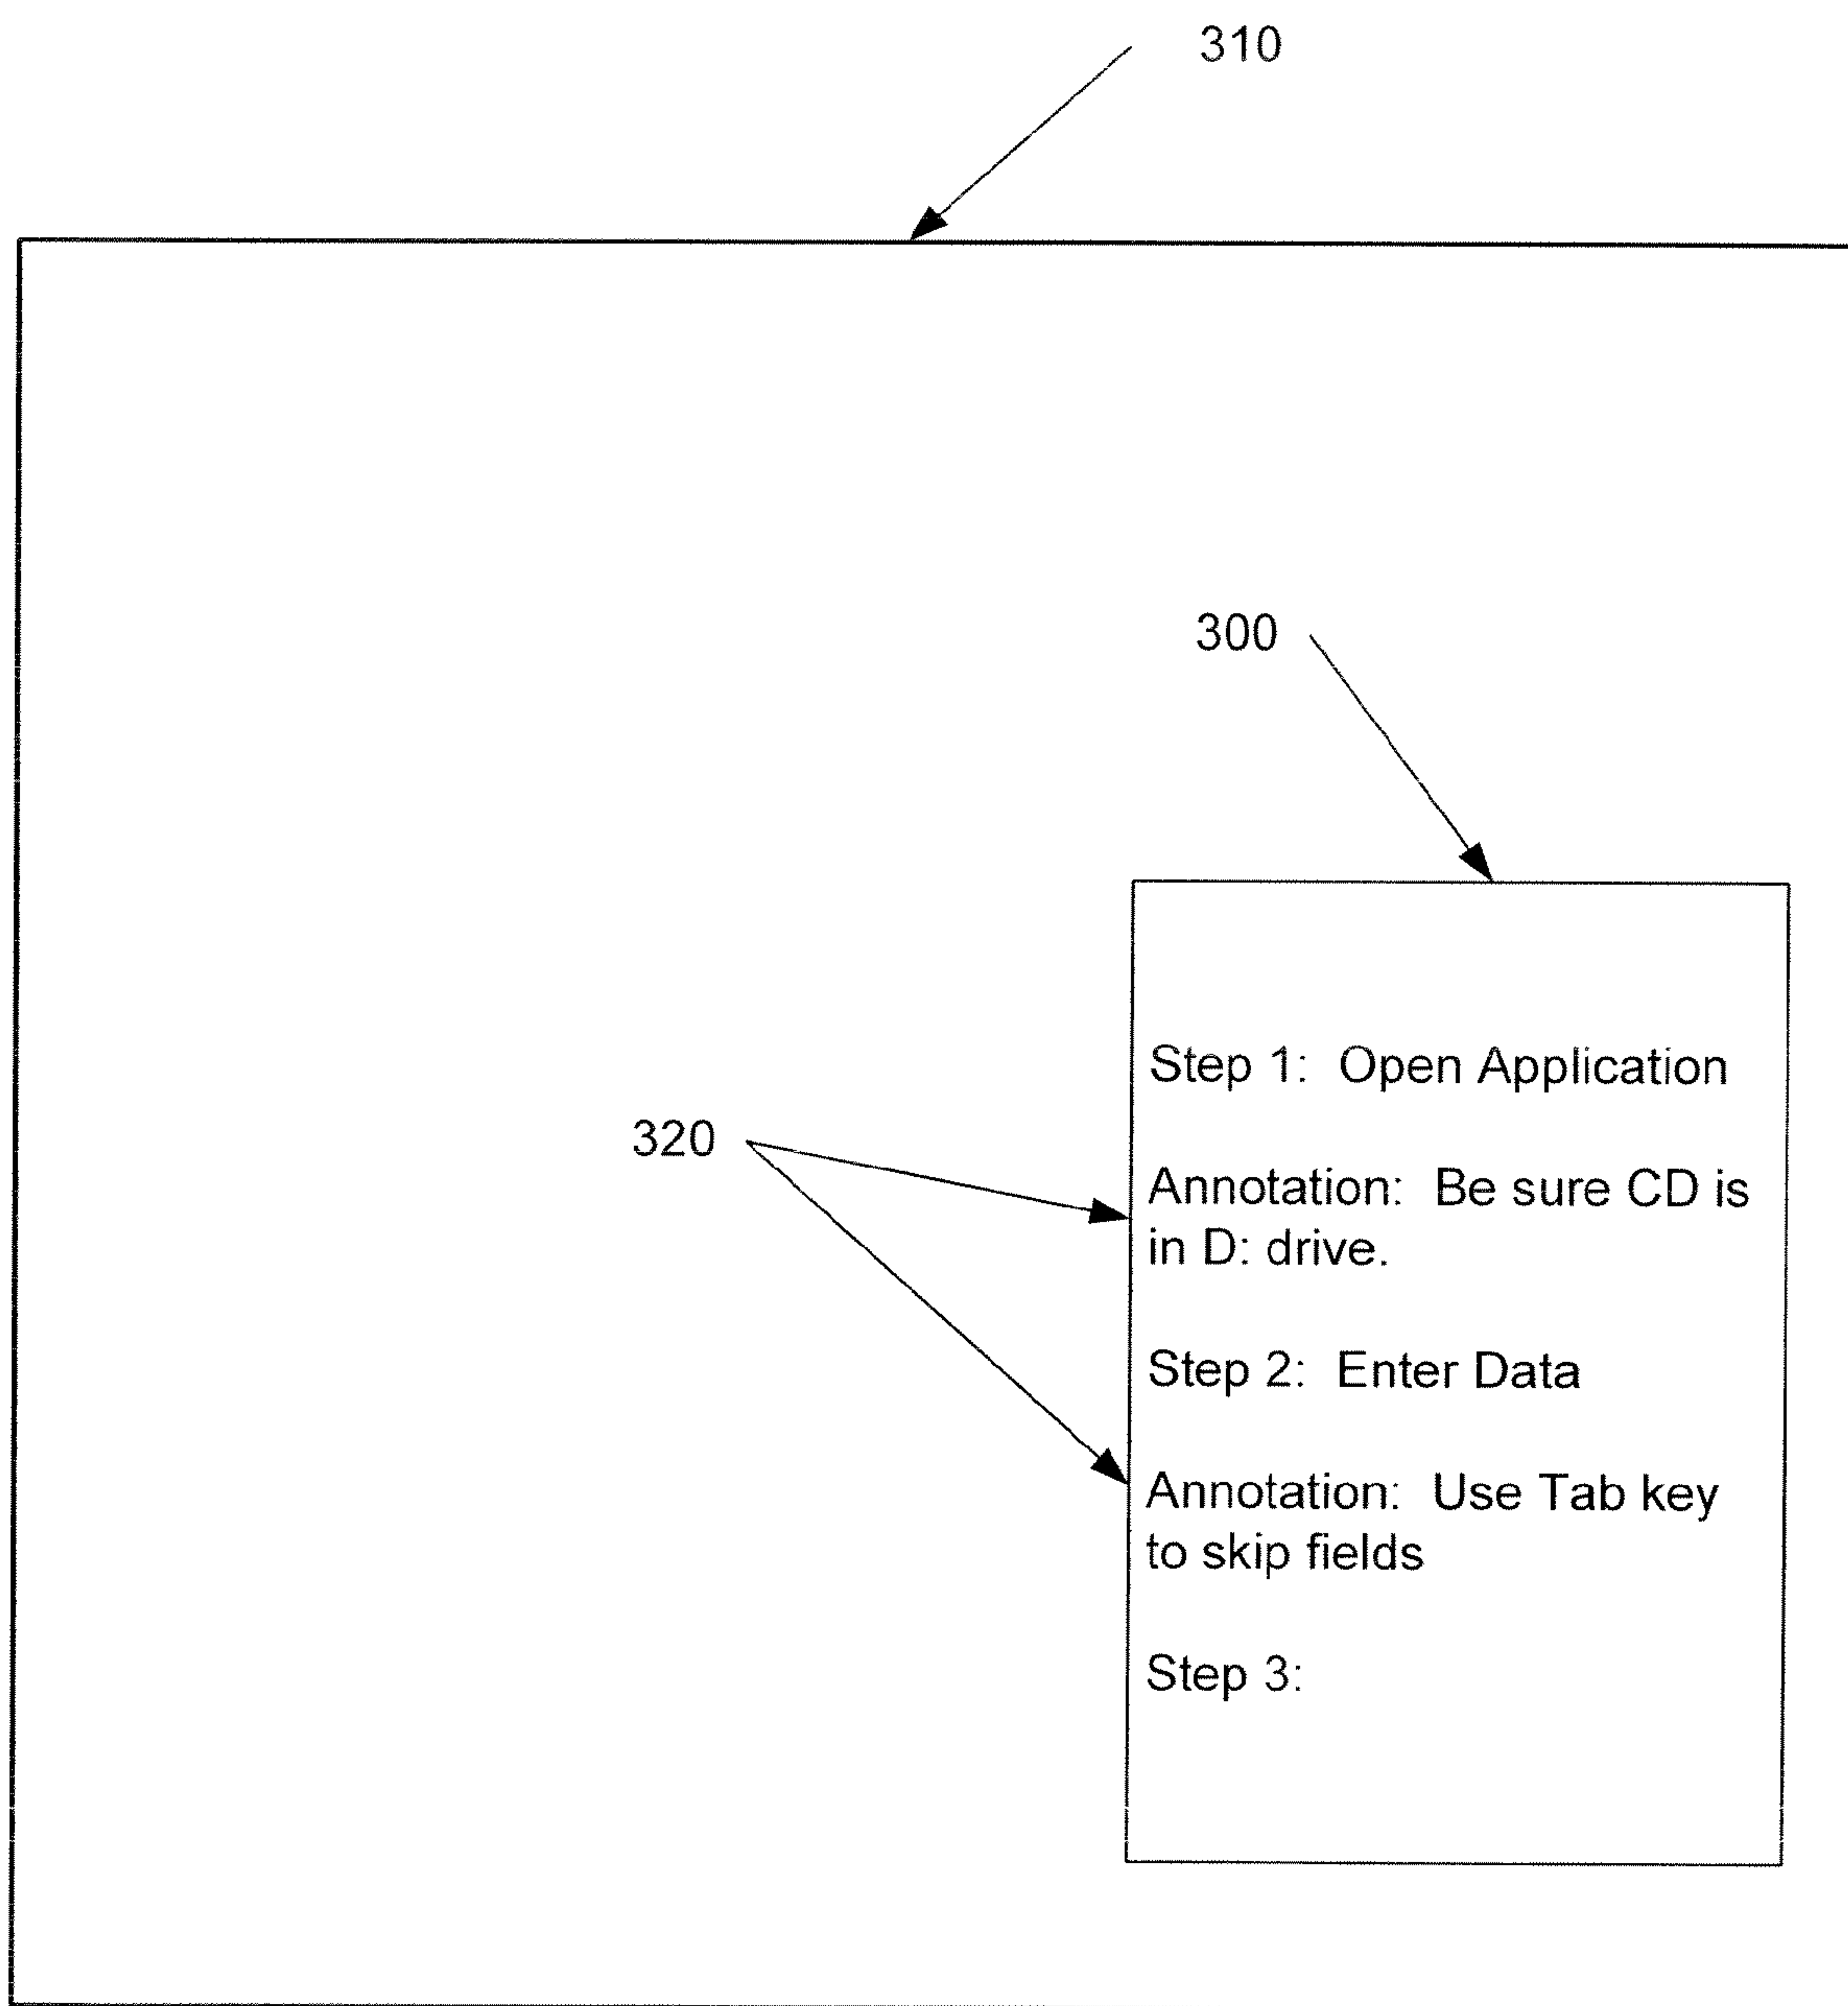 310
300
Step 1: Open Application
320
Annotation: Be sure CD is
in D: drive.
Step 2: Enter Data
Annotation: Use Tab key
to skip fields
Step 3: